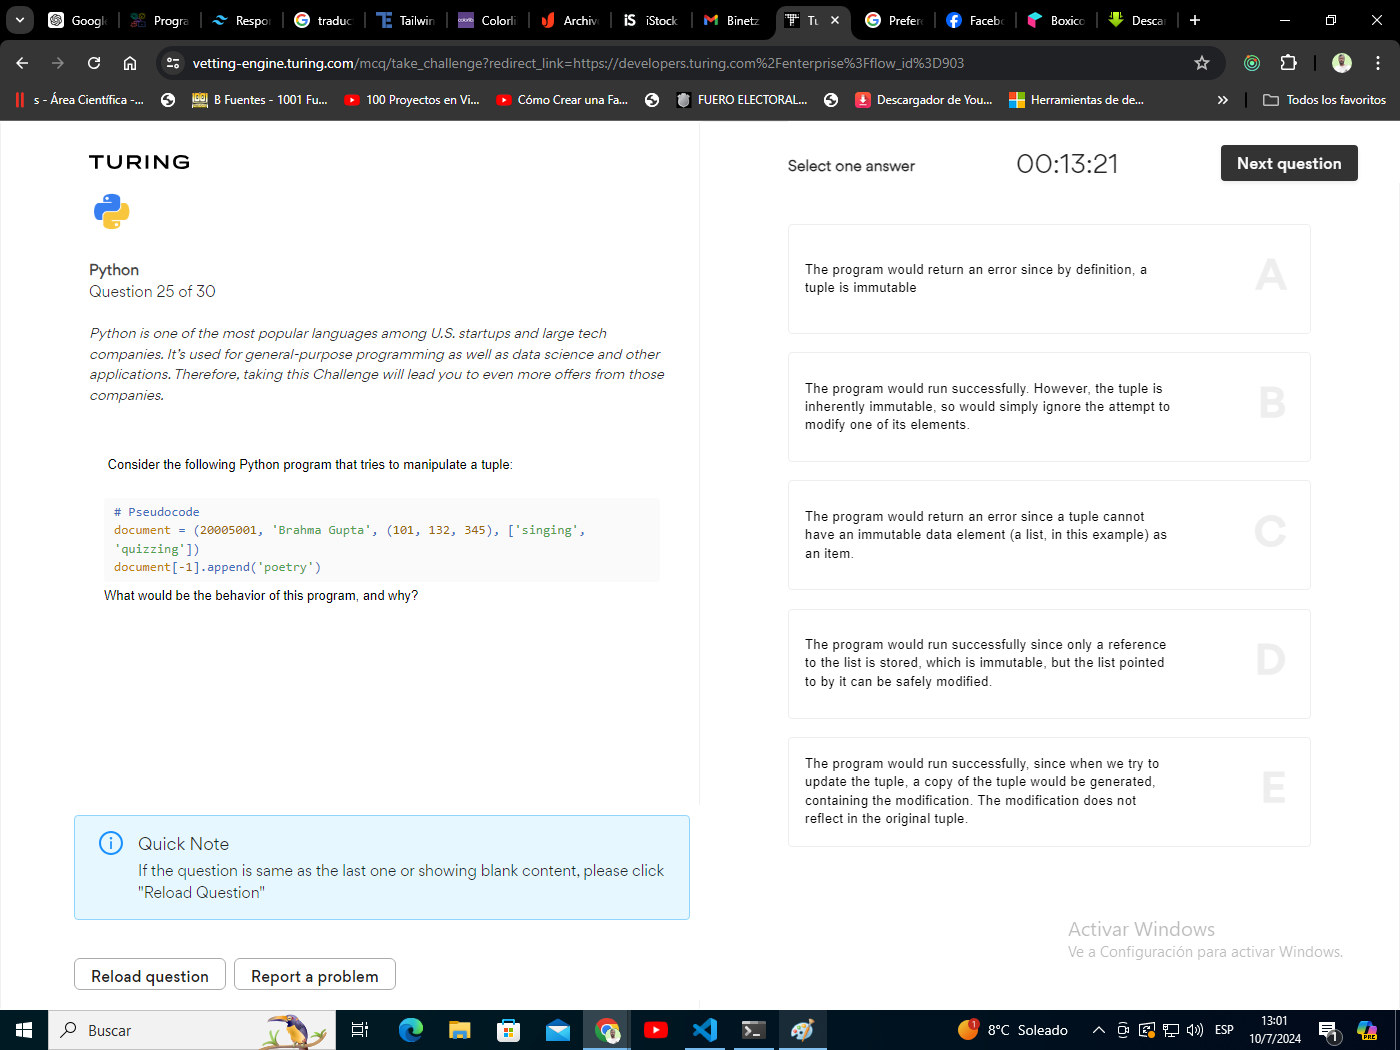 Google
Progra
Respon
traduc
Tailwin
Colorli
Archiv
iStock
Binetz
Tu
Prefer
Facebo
Boxico
Desca
vetting-engine.turing.com/mcq/take_challenge?redirect_link=https://developers.turing.com%2Fenterprise%3Fflow_id%3D903
s - Área Científica -...
B Fuentes - 1001 Fu...
100 Proyectos en Vi...
Cómo Crear una Fa...
FUERO ELECTORAL...
Descargador de You...
Herramientas de de...
Todos los favoritos
TURING
Python
Question 25 of 30
Python is one of the most popular languages among U.S. startups and large tech
companies. It's used for general-purpose programming as well as data science and other
applications. Therefore, taking this Challenge will lead you to even more offers from those
companies.
Consider the following Python program that tries to manipulate a tuple:
# Pseudocode
document = (20005001, 'Brahma Gupta', (101, 132, 345), ['singing',
'quizzing'])
document[-1].append('poetry')
What would be the behavior of this program, and why?
Quick Note
If the question is same as the last one or showing blank content, please click
"Reload Question"
Reload question
Report a problem
Select one answer
00:13:21
Next question
The program would return an error since by definition, a
tuple is immutable
A
The program would run successfully. However, the tuple is
inherently immutable, so would simply ignore the attempt to
modify one of its elements.
B
The program would return an error since a tuple cannot
have an immutable data element (a list, in this example) as
an item.
C
The program would run successfully since only a reference
to the list is stored, which is immutable, but the list pointed
to by it can be safely modified.
D
The program would run successfully, since when we try to
update the tuple, a copy of the tuple would be generated,
containing the modification. The modification does not
reflect in the original tuple.
E
Activar Windows
Ve a Configuración para activar Windows.
Buscar
1
8°C Soleado
ESP
13:01
10/7/2024
1
PRE